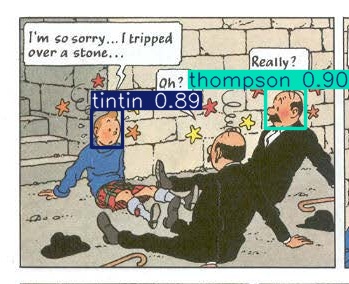 I'm so sorry... I tripped
over a stone...
Really?
Oh?
thompson 0.90
tintin 0.89